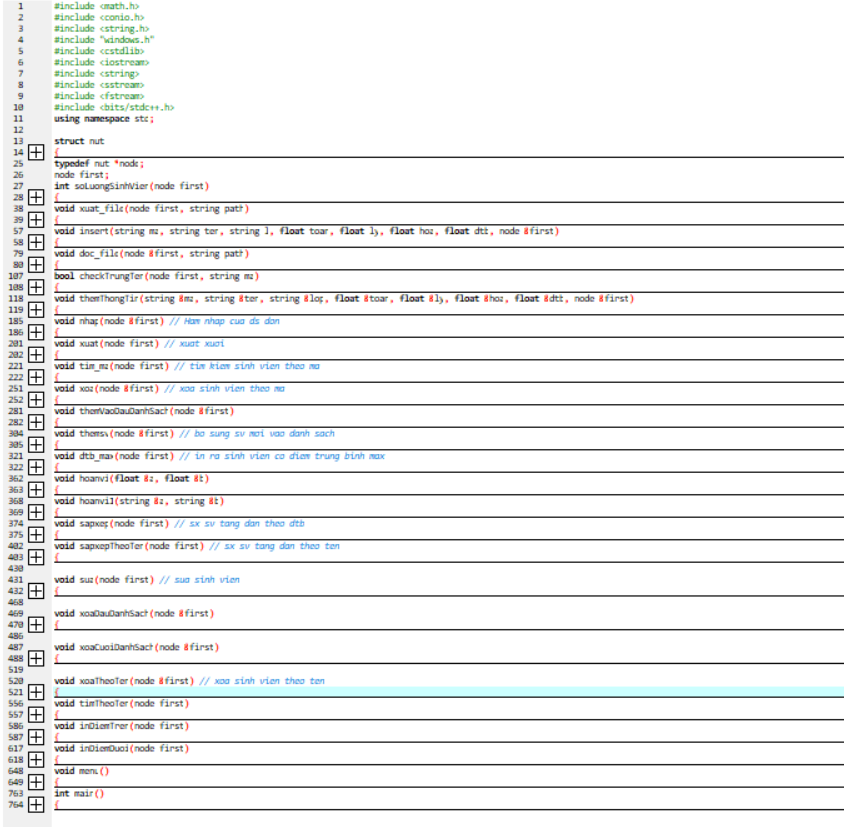 1 #include <math.h>
2 #include <conio.h>
3 #include <string.h>
4 #include "windows.h"
5 #include <cstdlib>
6 #include <iostream>
7 #include <string>
8 #include <sstream>
9 #include <fstream>
10 #include <bits/stdc++.h>
11 using namespace std;
12
13 struct nut
14 {
25 typedef nut *node;
26 node first;
27 int soLuongSinhVien(node first)
28 {
38 void xuat_file(node first, string path)
39 {
57 void insert(string ma, string ten, string l, float toan, float ly, float hoa, float dtb, node &first)
58 {
79 void doc_file(node &first, string path)
80 {
107 bool checkTrungTen(node first, string ma)
108 {
118 void themThongTin(string &ma, string &ten, string &lop, float &toan, float &ly, float &hoa, float &dtb, node &first)
119 {
185 void nhap(node &first) // Ham nhap cua ds don
186 {
201 void xuat(node first) // xuat xuoi
202 {
221 void tim_ma(node first) // tim kiem sinh vien theo ma
222 {
251 void xoa(node &first) // xoa sinh vien theo ma
252 {
281 void themVaoDauDanhSach(node &first)
282 {
304 void themsv(node &first) // bo sung sv moi vao danh sach
305 {
321 void dtb_max(node first) // in ra sinh vien co diem trung binh max
322 {
362 void hoanvi(float &a, float &b)
363 {
368 void hoanvi1(string &a, string &b)
369 {
374 void sapxep(node first) // sx sv tang dan theo dtb
375 {
402 void sapxepTheoTen(node first) // sx sv tang dan theo ten
403 {
430
431 void sua(node first) // sua sinh vien
432 {
468
469 void xoaDauDanhSach(node &first)
470 {
486
487 void xoaCuoiDanhSach(node &first)
488 {
519
520 void xoaTheoTen(node &first) // xoa sinh vien theo ten
521 {
556 void timTheoTen(node first)
557 {
586 void inDiemTren(node first)
587 {
617 void inDiemDuoi(node first)
618 {
648 void menu()
649 {
763 int main()
764 {